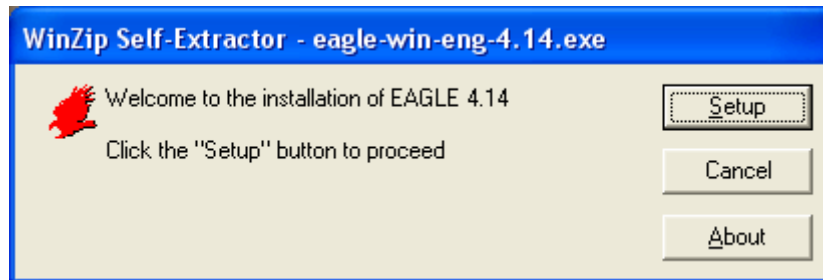 WinZip Self-Extractor - eagle-win-eng-4.14.exe
Welcome to the installation of EAGLE 4.14
Click the "Setup" button to proceed
Setup
Cancel
About